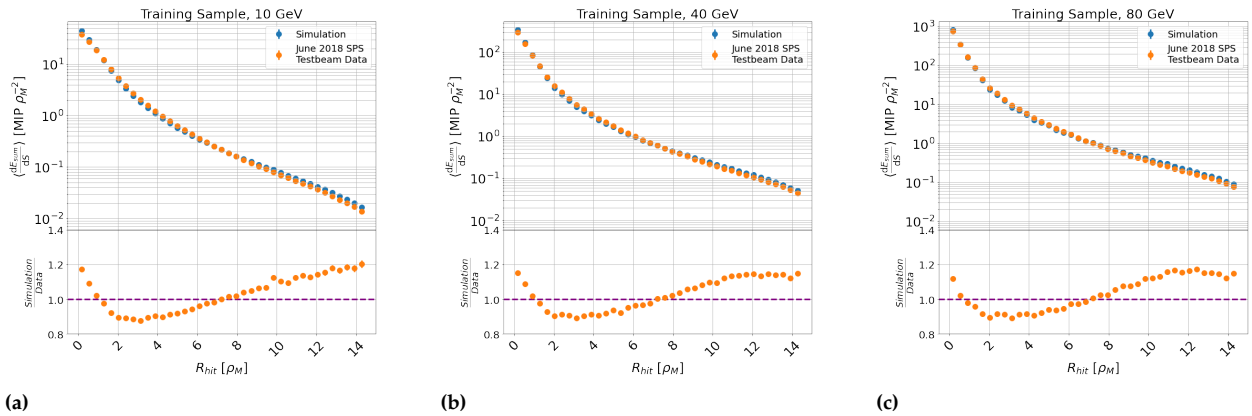 Training Sample, 10 GeV
Simulation
June 2018 SPS
Testbeam Data
10^1
10^0
10^−1
10^−2
⟨dE_sum/dS⟩ [MIP ρ_M^−2]
1.4
1.2
1.0
0.8
Simulation/Data
0 2 4 6 8 10 12 14
R_hit [ρ_M]
(a)
Training Sample, 40 GeV
Simulation
June 2018 SPS
Testbeam Data
10^2
10^1
10^0
10^−1
10^−2
⟨dE_sum/dS⟩ [MIP ρ_M^−2]
1.4
1.2
1.0
0.8
Simulation/Data
0 2 4 6 8 10 12 14
R_hit [ρ_M]
(b)
Training Sample, 80 GeV
Simulation
June 2018 SPS
Testbeam Data
10^3
10^2
10^1
10^0
10^−1
10^−2
⟨dE_sum/dS⟩ [MIP ρ_M^−2]
1.4
1.2
1.0
0.8
Simulation/Data
0 2 4 6 8 10 12 14
R_hit [ρ_M]
(c)